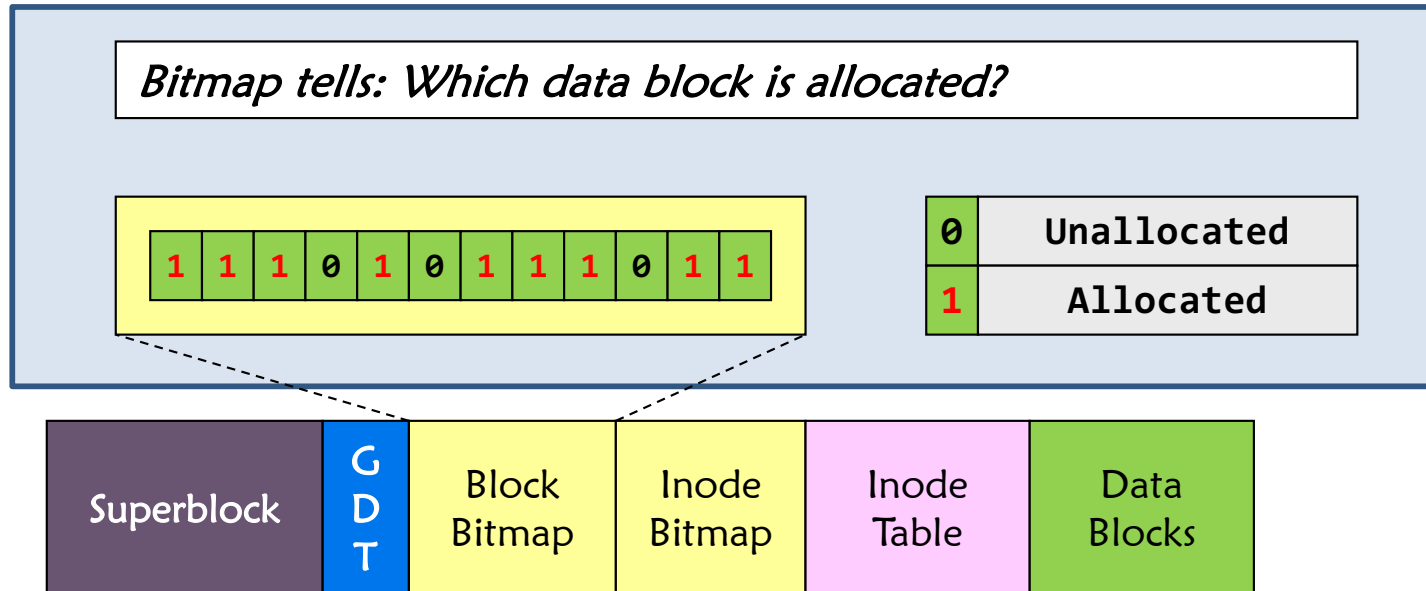 Bitmap tells: Which data block is allocated?
1 1 1 0 1 0 1 1 1 0 1 1
0 Unallocated
1 Allocated
Superblock
G
D
T
Block
Bitmap
Inode
Bitmap
Inode
Table
Data
Blocks